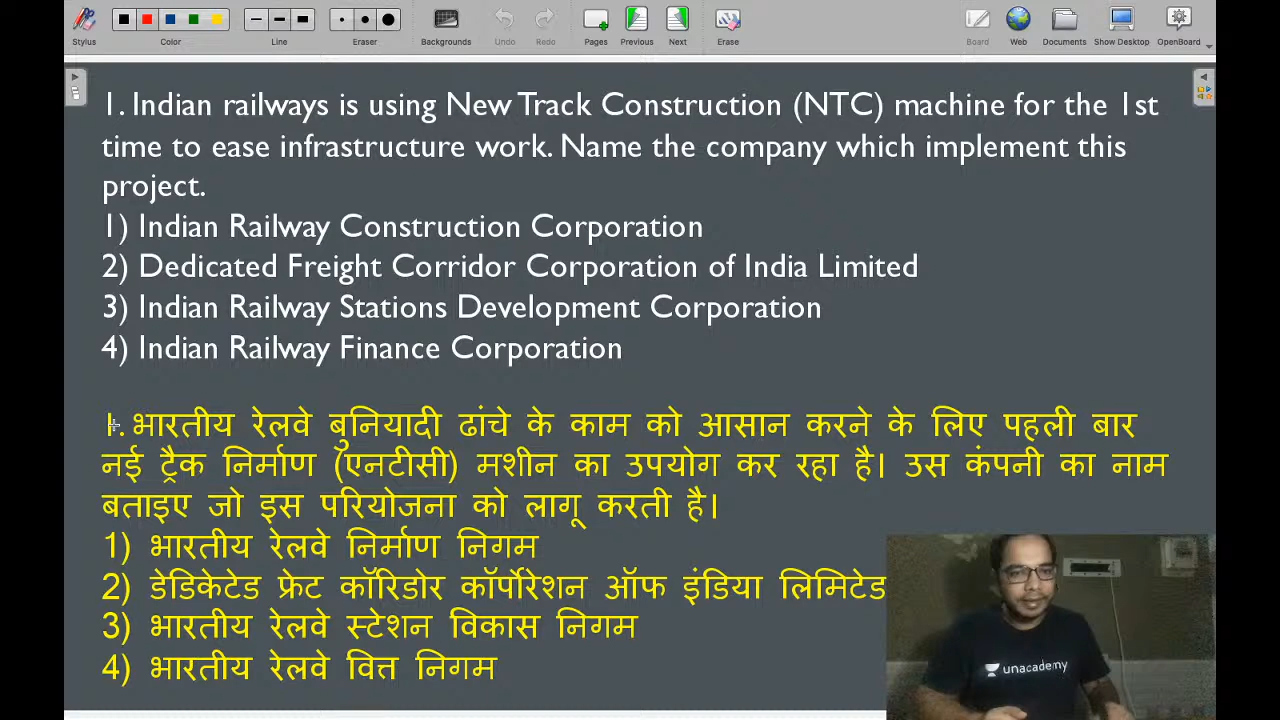 Stylus
Color
Line
Eraser
Backgrounds
Undo
Redo
Pages
Previous
Next
Erase
Board
Web
Documents
Show Desktop
OpenBoard
1. Indian railways is using New Track Construction (NTC) machine for the 1st
time to ease infrastructure work. Name the company which implement this
project.
1) Indian Railway Construction Corporation
2) Dedicated Freight Corridor Corporation of India Limited
3) Indian Railway Stations Development Corporation
4) Indian Railway Finance Corporation
1. भारतीय रेलवे बुनियादी ढांचे के काम को आसान करने के लिए पहली बार
नई ट्रैक निर्माण (एनटीसी) मशीन का उपयोग कर रहा है। उस कंपनी का नाम
बताइए जो इस परियोजना को लागू करती है।
1) भारतीय रेलवे निर्माण निगम
2) डेडिकेटेड फ्रेट कॉरिडोर कॉर्पोरेशन ऑफ इंडिया लिमिटेड
3) भारतीय रेलवे स्टेशन विकास निगम
4) भारतीय रेलवे वित्त निगम
unacademy